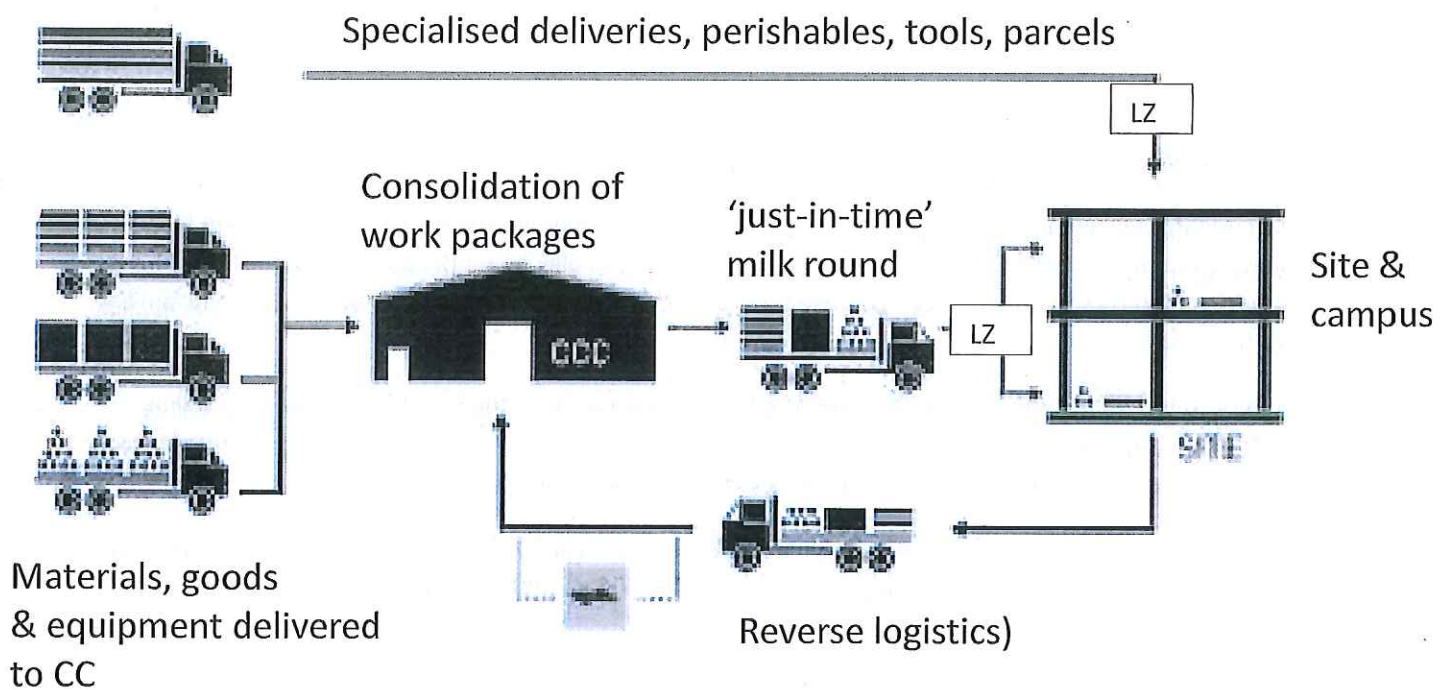 Specialised deliveries, perishables, tools, parcels
LZ
Consolidation of
work packages
'just-in-time'
milk round
CCC
LZ
Site &
campus
SITE
Materials, goods
& equipment delivered
to CC
Reverse logistics)